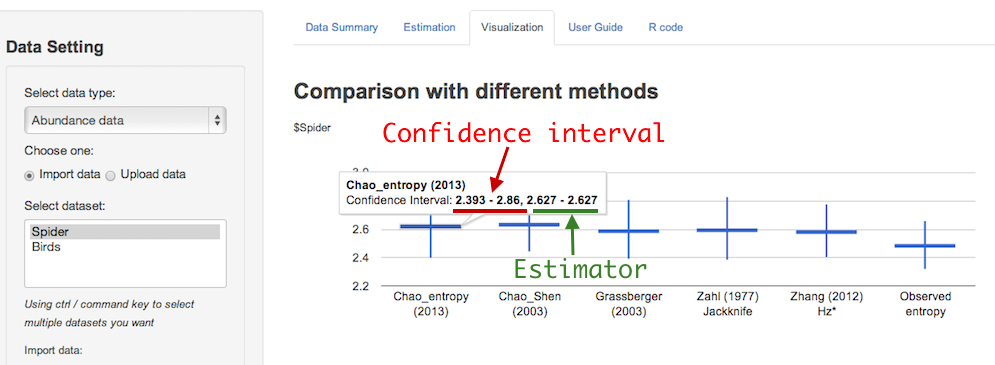 Data Summary
Estimation
Visualization
User Guide
R code
Data Setting
Select data type:
Abundance data
Choose one:
Import data
Upload data
Select dataset:
Spider
Birds
Using ctrl / command key to select
multiple datasets you want
Import data:
Comparison with different methods
$Spider
Confidence interval
Chao_entropy (2013)
Confidence Interval: 2.393 - 2.86, 2.627 - 2.627
Estimator
2.6
2.4
2.2
Chao_entropy
(2013)
Chao_Shen
(2003)
Grassberger
(2003)
Zahl (1977)
Jackknife
Zhang (2012)
Hz*
Observed
entropy